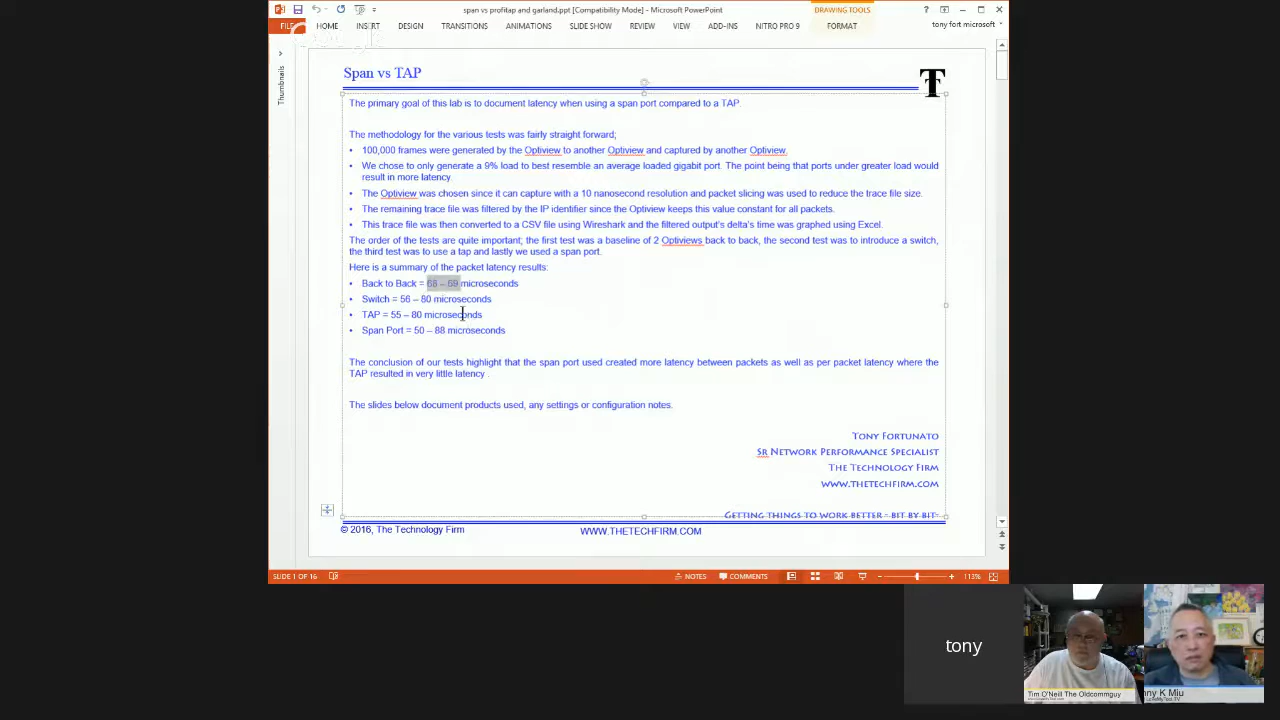 span vs profitap and garland.ppt [Compatibility Mode] - PowerPoint
DRAWING TOOLS
FILE HOME INSERT DESIGN TRANSITIONS ANIMATIONS SLIDE SHOW REVIEW VIEW ADD-INS NITRO PRO 9 FORMAT
tony fort microsoft
Thumbnails
Span vs TAP
T
The primary goal of this lab is to document latency when using a span port compared to a TAP
The methodology for the various tests was fairly straight forward;
• 100,000 frames were generated by the Optiview to another Optiview and captured by another Optiview.
• We chose to only generate a 9% load to best resemble an average loaded gigabit port. The point being that ports under greater load would
result in more latency.
• The Optiview was chosen since it can capture with a 10 nanosecond resolution and packet slicing was used to reduce the trace file size.
• The remaining trace file was filtered by the IP identifier since the Optiview keeps this value constant for all packets.
• This trace file was then converted to a CSV file using Wireshark and the filtered output's delta's time was graphed using Excel.
The order of the tests are quite important; the first test was a baseline of 2 Optiviews back to back, the second test was to introduce a switch,
the third test was to use a tap and lastly we used a span port.
Here is a summary of the packet latency results:
• Back to Back = 68 – 69 microseconds
• Switch = 56 – 80 microseconds
• TAP = 55 – 80 microseconds
• Span Port = 50 – 88 microseconds
The conclusion of our tests highlight that the span port used created more latency between packets as well as per packet latency where the
TAP resulted in very little latency .
The slides below document products used, any settings or configuration notes.
Tony Fortunato
Sr Network Performance Specialist
The Technology Firm
www.thetechfirm.com
Getting things to work better - bit by bit-
© 2016, The Technology Firm
WWW.THETECHFIRM.COM
SLIDE 1 OF 16
NOTES COMMENTS
113%
tony
Tim O'Neill The Oldcommguy
nny K Miu